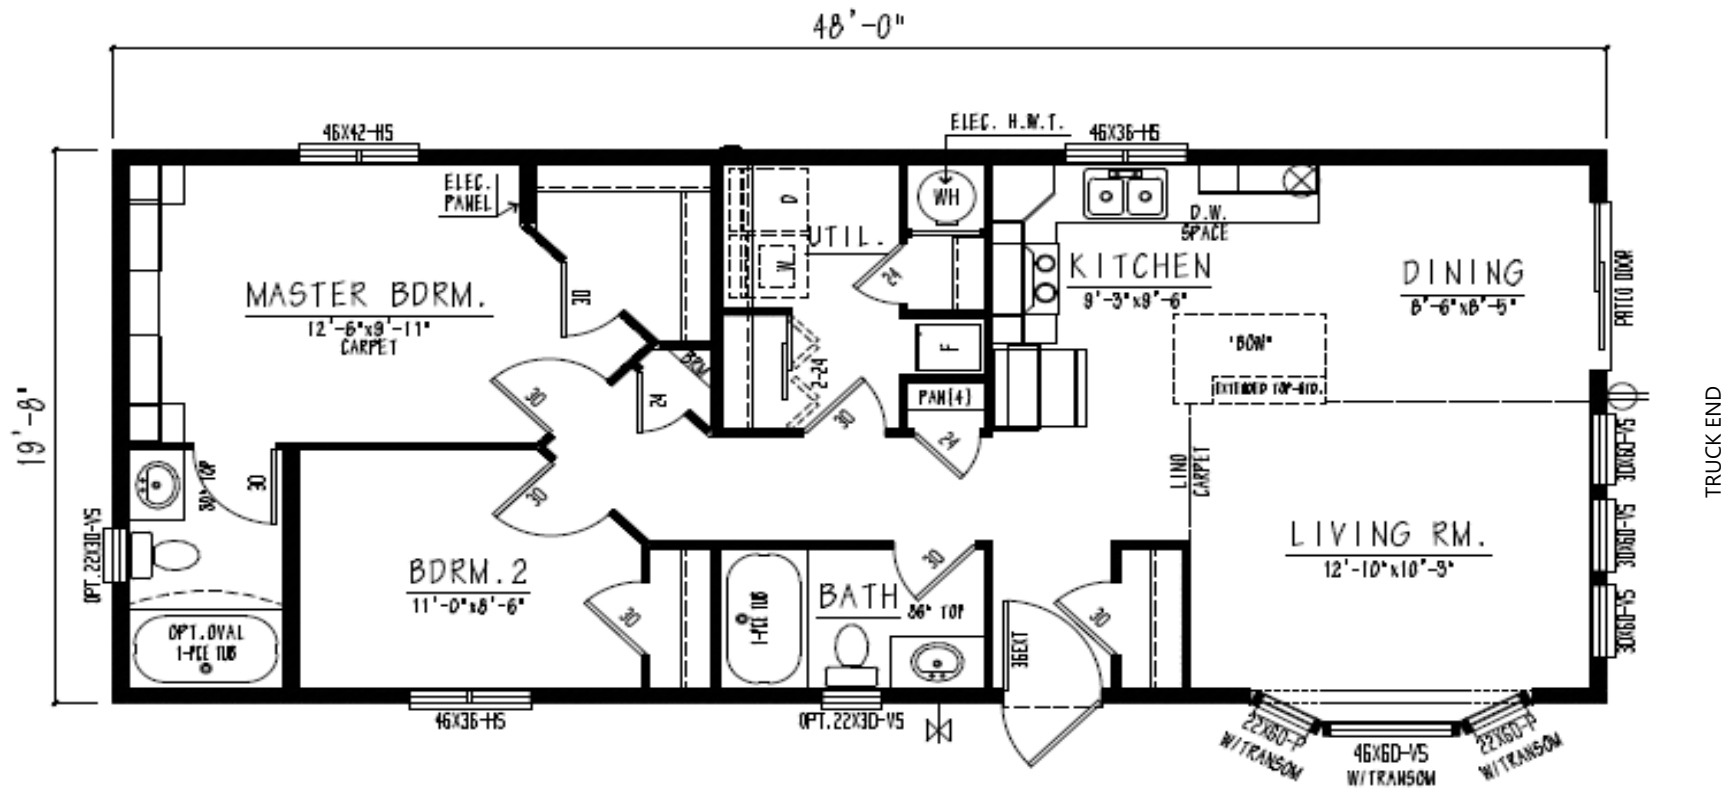 48'-0"
ELEC. H.W.T.
46X42-HS
46X36-HS
ELEC.
PANEL
D
WH
D.W.
SPACE
UTIL.
W
24
KITCHEN
9'-3"x9'-6"
DINING
8'-6"x8'-5"
PATIO DOOR
MASTER BDRM.
12'-6"x9'-11"
CARPET
30
F
"BOW"
EXTENDED TOP-STD.
BRM
2-24
PAN(4)
30
24
30
24
19'-8"
TRUCK END
30" TOP
30
30
LINO
CARPET
30X60-VS
30X60-VS
30X60-VS
OPT.22X30-VS
LIVING RM.
12'-10"x10'-3"
BDRM.2
11'-0"x8'-6"
30
30
BATH
36" TOP
1-PCE TUB
30
36EXT
OPT.OVAL
1-PCE TUB
46X36-HS
OPT.22X30-VS
22X60-P
W/TRANSOM
46X60-VS
W/TRANSOM
22X60-P
W/TRANSOM